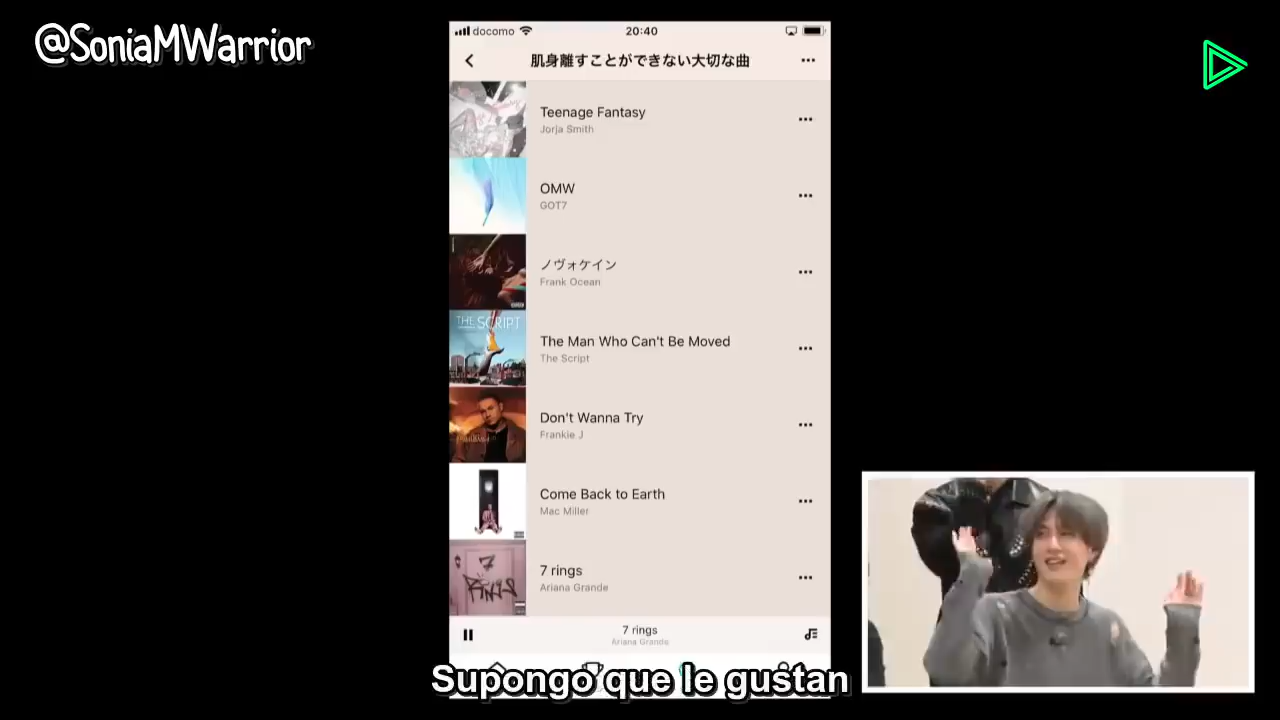 @SoniaMWarrior
docomo
20:40
肌身離すことができない大切な曲
Teenage Fantasy
Jorja Smith
OMW
GOT7
ノヴォケイン
Frank Ocean
THE SCRIPT
The Man Who Can't Be Moved
The Script
Don't Wanna Try
Frankie J
Come Back to Earth
Mac Miller
7 rings
Ariana Grande
7 rings
Ariana Grande
Supongo que le gustan